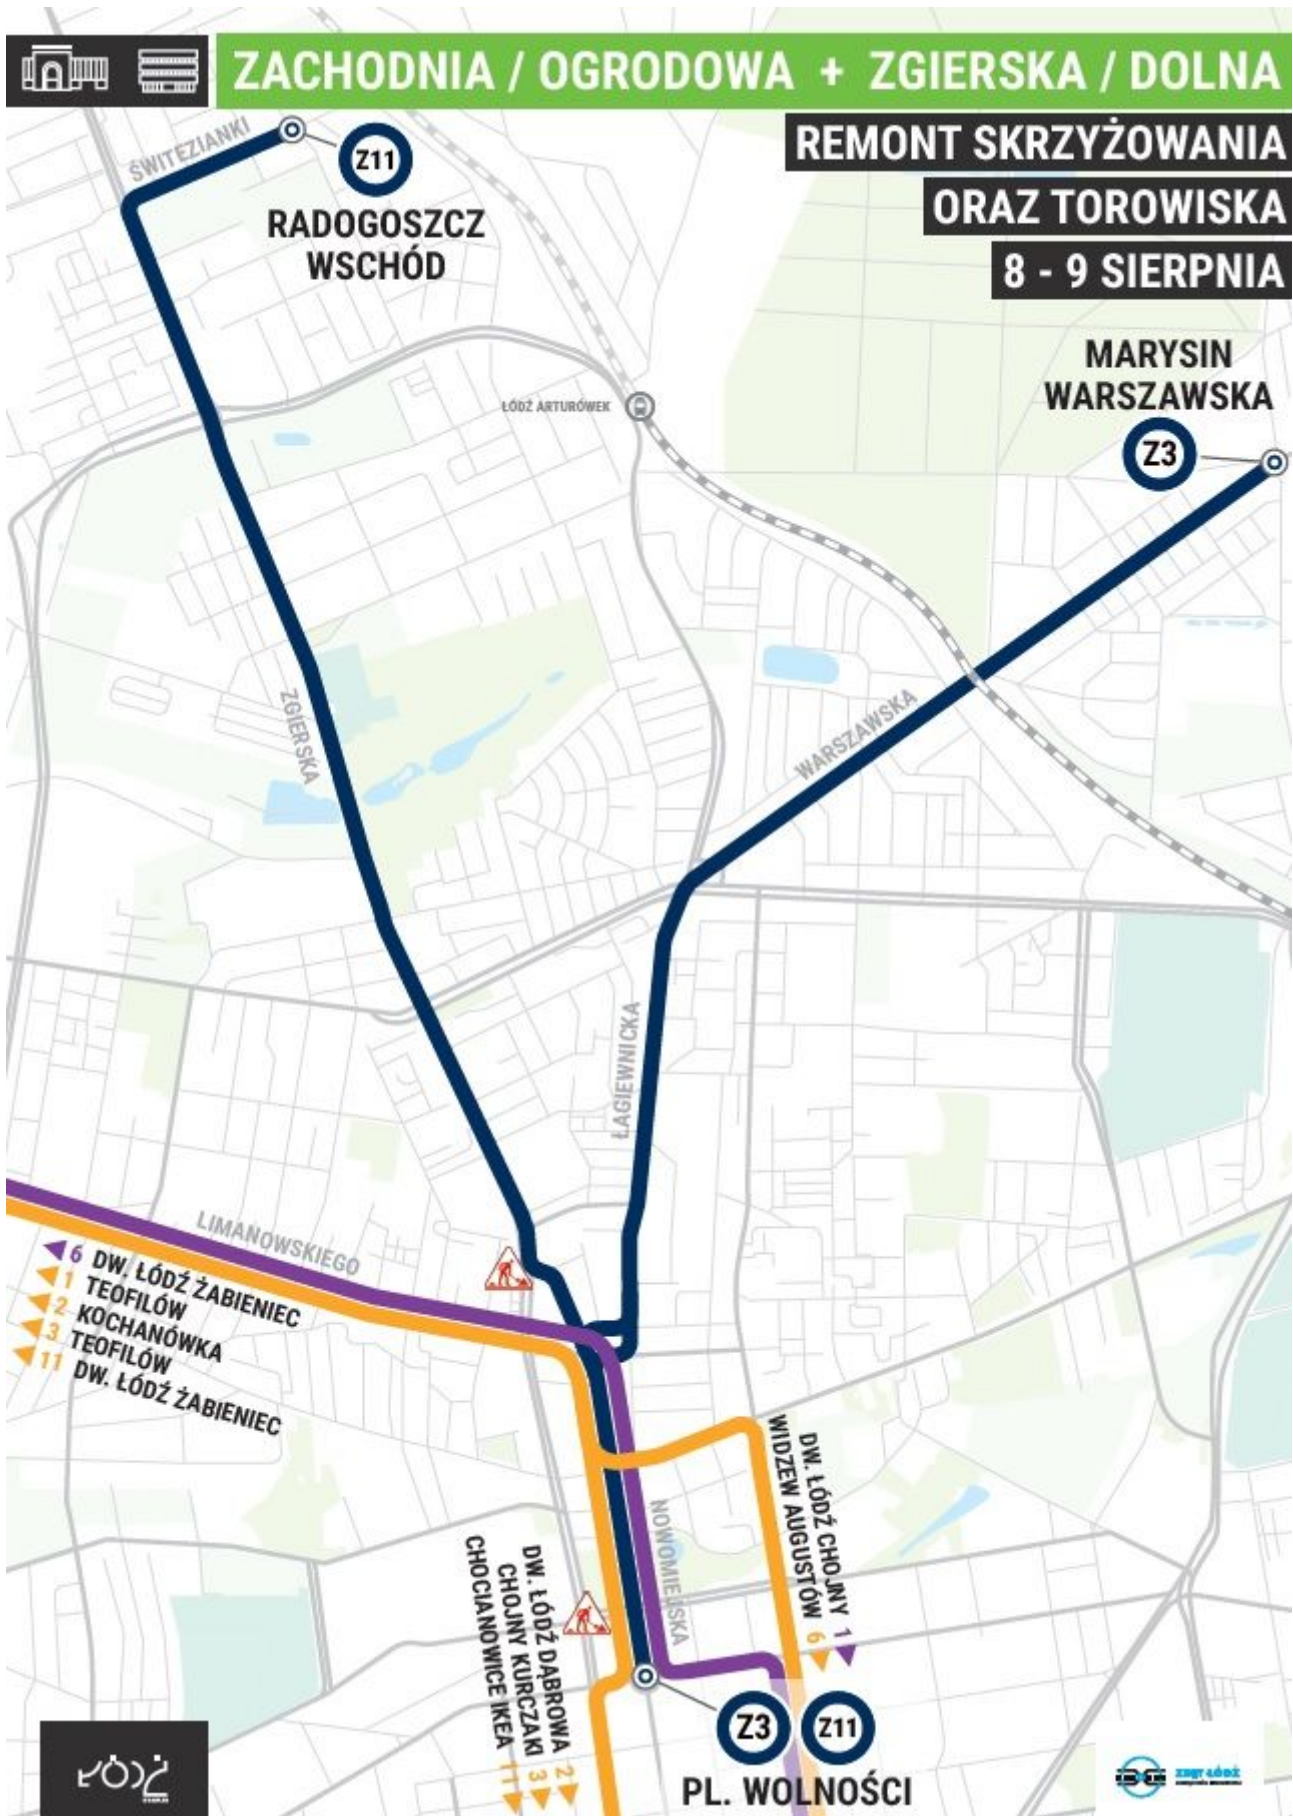 ZACHODNIA / OGRODOWA + ZGIERSKA / DOLNA
REMONT SKRZYŻOWANIA
ORAZ TOROWISKA
8 - 9 SIERPNIA
ŚWITEZIANKI
Z11
RADOGOSZCZ
WSCHÓD
MARYSIN
WARSZAWSKA
Z3
ŁÓDŹ ARTURÓWEK
ZGIERSKA
WARSZAWSKA
ŁAGIEWNICKA
LIMANOWSKIEGO
6 DW. ŁÓDŹ ŻABIENIEC
1 TEOFILÓW
2 KOCHANÓWKA
3 TEOFILÓW
11 DW. ŁÓDŹ ŻABIENIEC
DW. ŁÓDŹ CHOJNY 1
WIDZEW AUGUSTÓW 6
NOWOMIEJSKA
DW. ŁÓDŹ DĄBROWA 2
CHOJNY KURCZAKI 3
CHOCIANOWICE IKEA 11
Z3
Z11
PL. WOLNOŚCI
ZDIT ŁÓDŹ